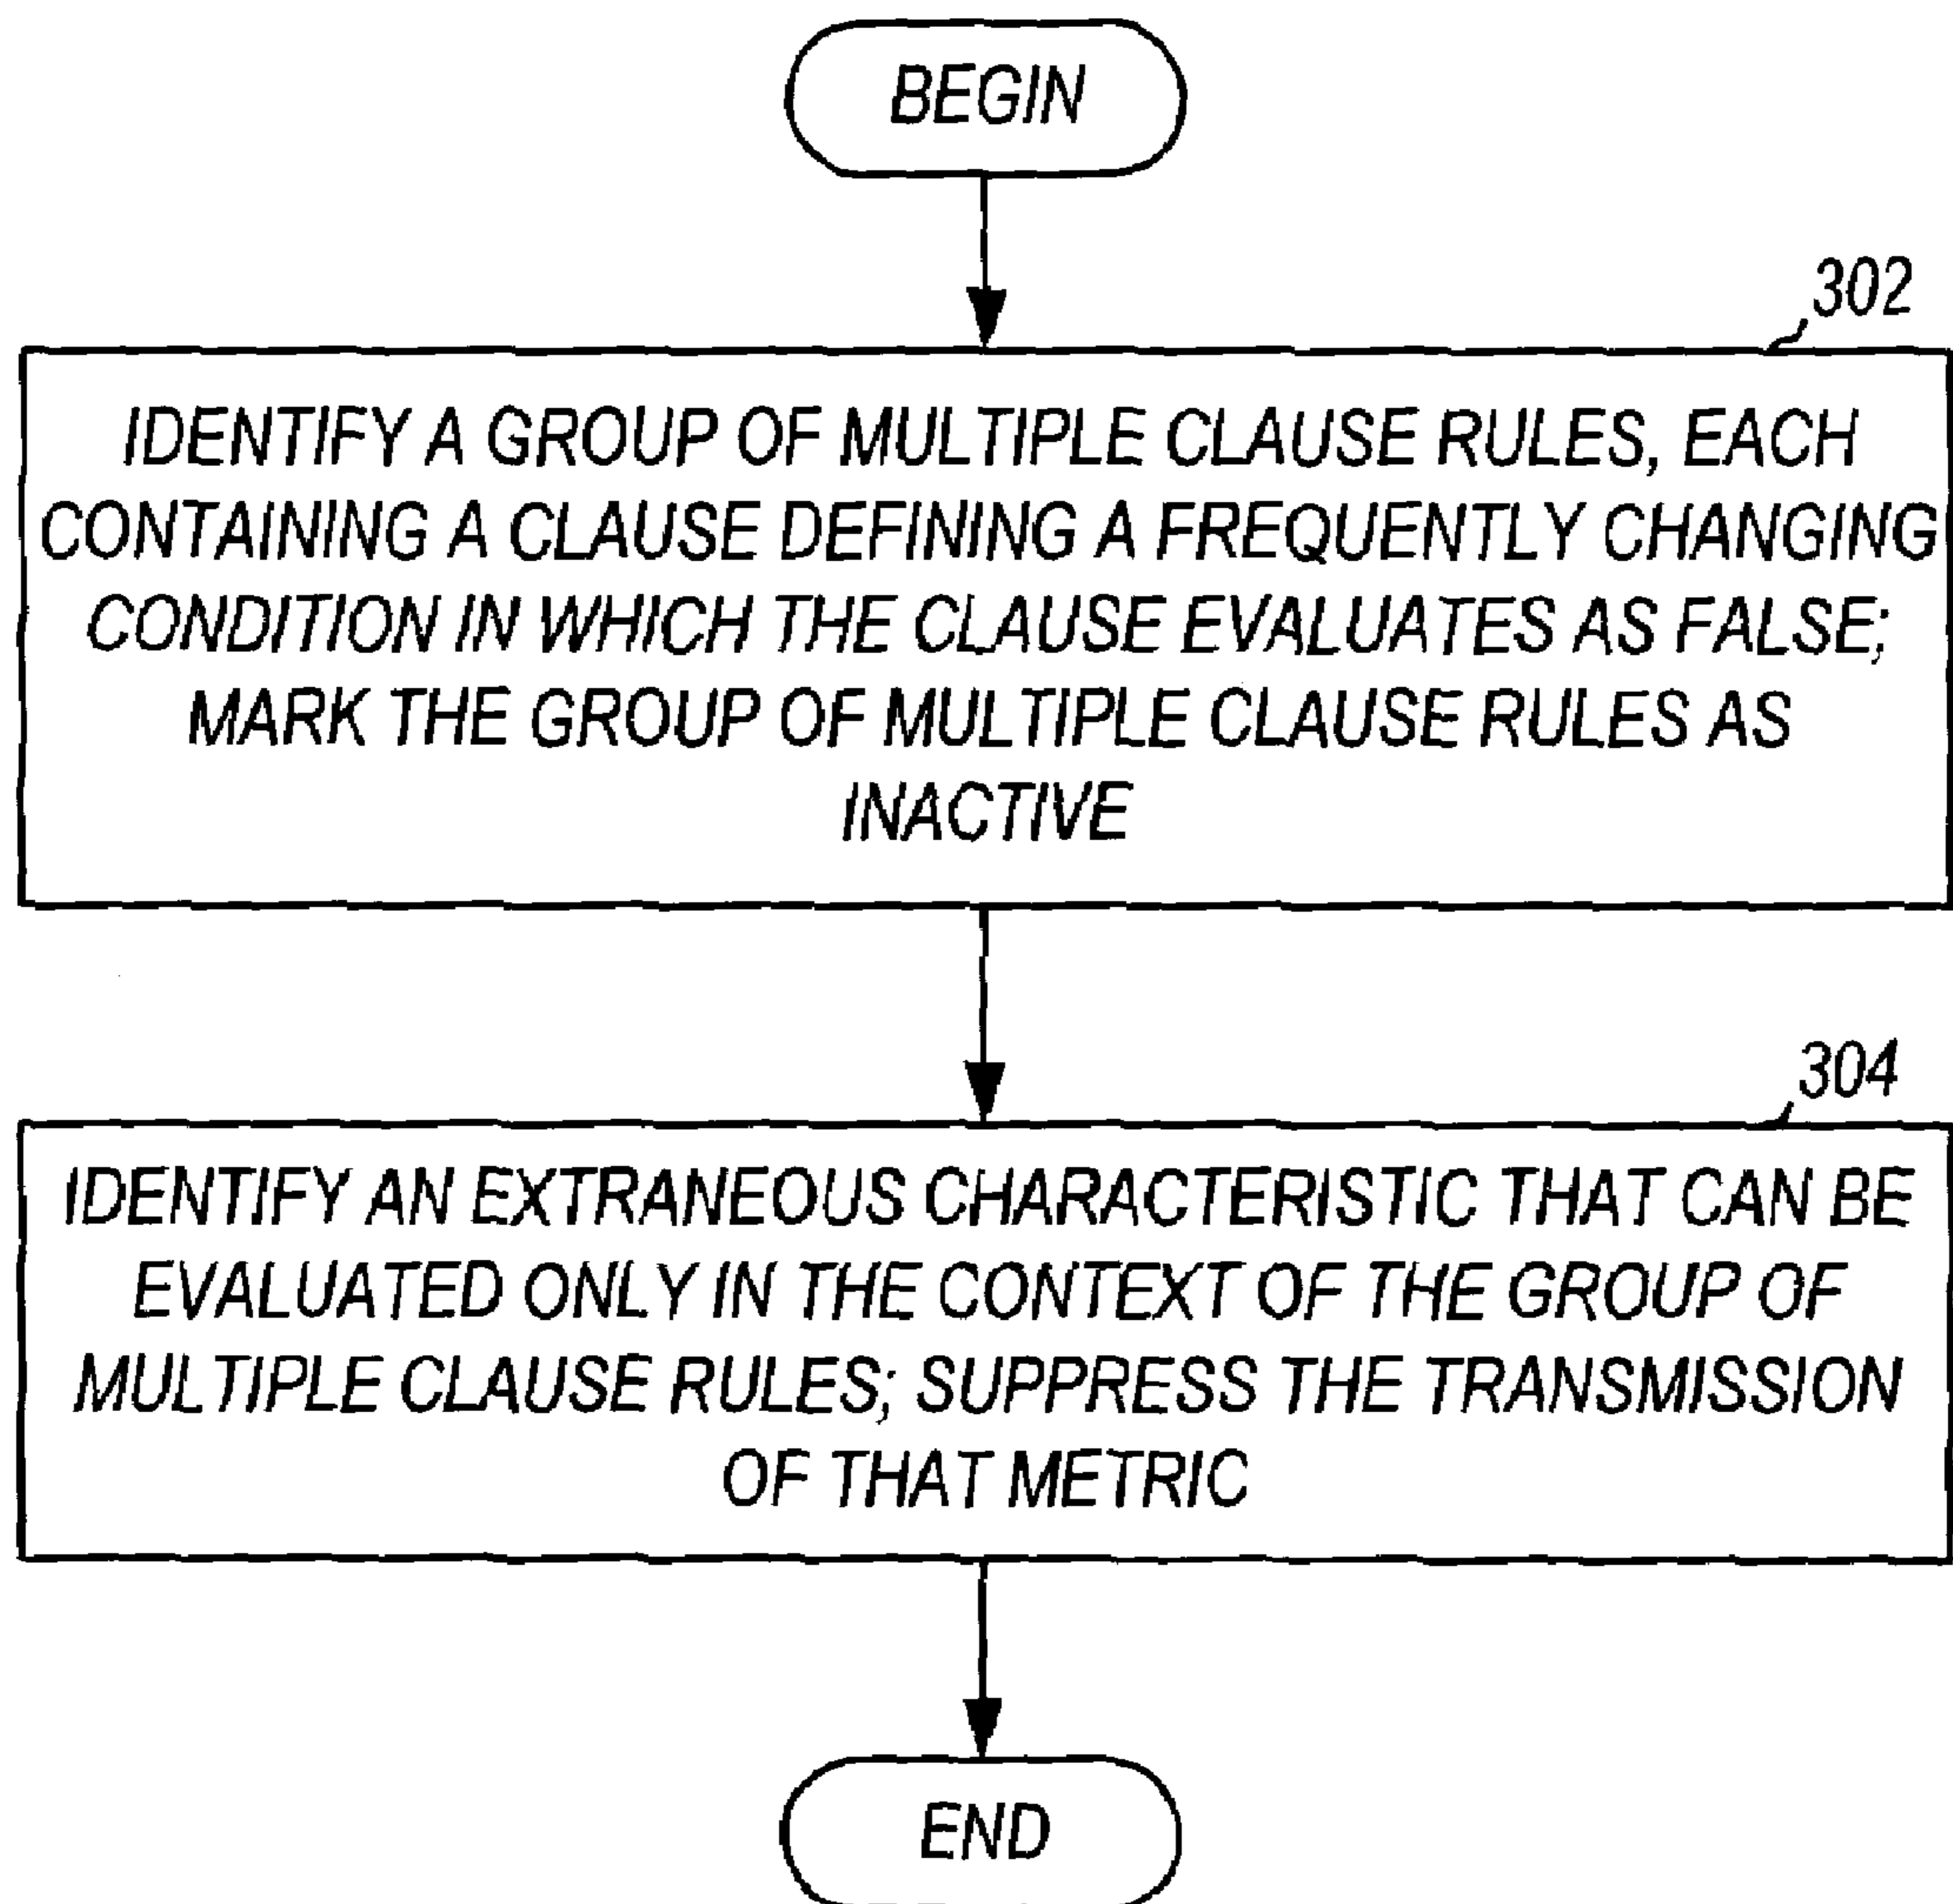 BEGIN
302
IDENTIFY A GROUP OF MULTIPLE CLAUSE RULES, EACH
CONTAINING A CLAUSE DEFINING A FREQUENTLY CHANGING
CONDITION IN WHICH THE CLAUSE EVALUATES AS FALSE;
MARK THE GROUP OF MULTIPLE CLAUSE RULES AS
INACTIVE
304
IDENTIFY AN EXTRANEOUS CHARACTERISTIC THAT CAN BE
EVALUATED ONLY IN THE CONTEXT OF THE GROUP OF
MULTIPLE CLAUSE RULES; SUPPRESS THE TRANSMISSION
OF THAT METRIC
END